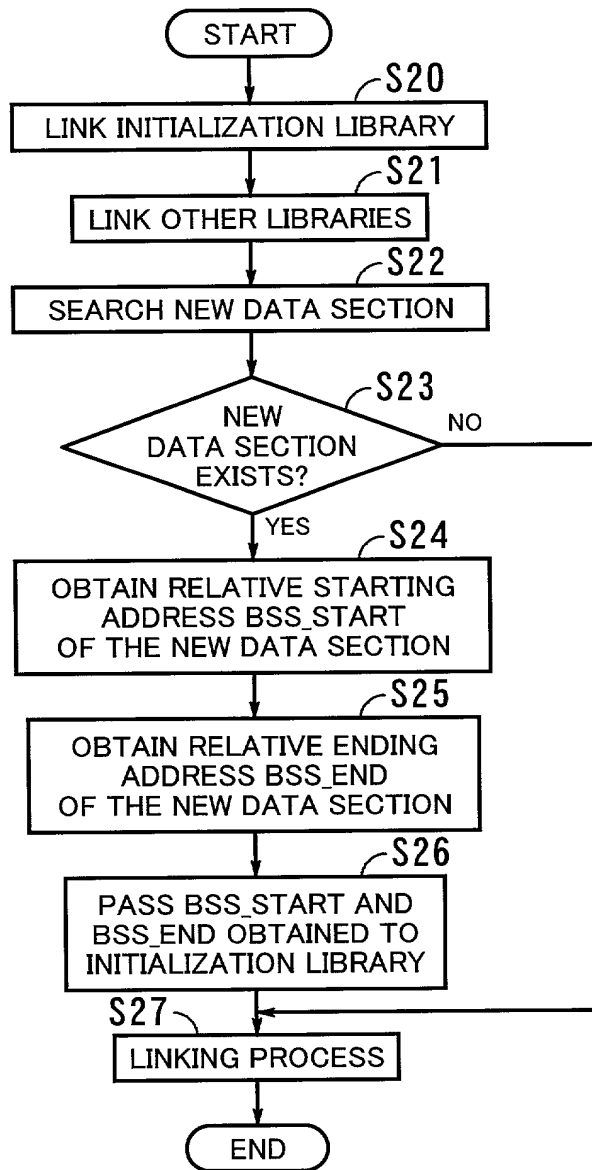 START
S20
LINK INITIALIZATION LIBRARY
S21
LINK OTHER LIBRARIES
S22
SEARCH NEW DATA SECTION
S23
NEW
DATA SECTION
EXISTS?
NO
YES
S24
OBTAIN RELATIVE STARTING
ADDRESS BSS_START
OF THE NEW DATA SECTION
S25
OBTAIN RELATIVE ENDING
ADDRESS BSS_END
OF THE NEW DATA SECTION
S26
PASS BSS_START AND
BSS_END OBTAINED TO
INITIALIZATION LIBRARY
S27
LINKING PROCESS
END